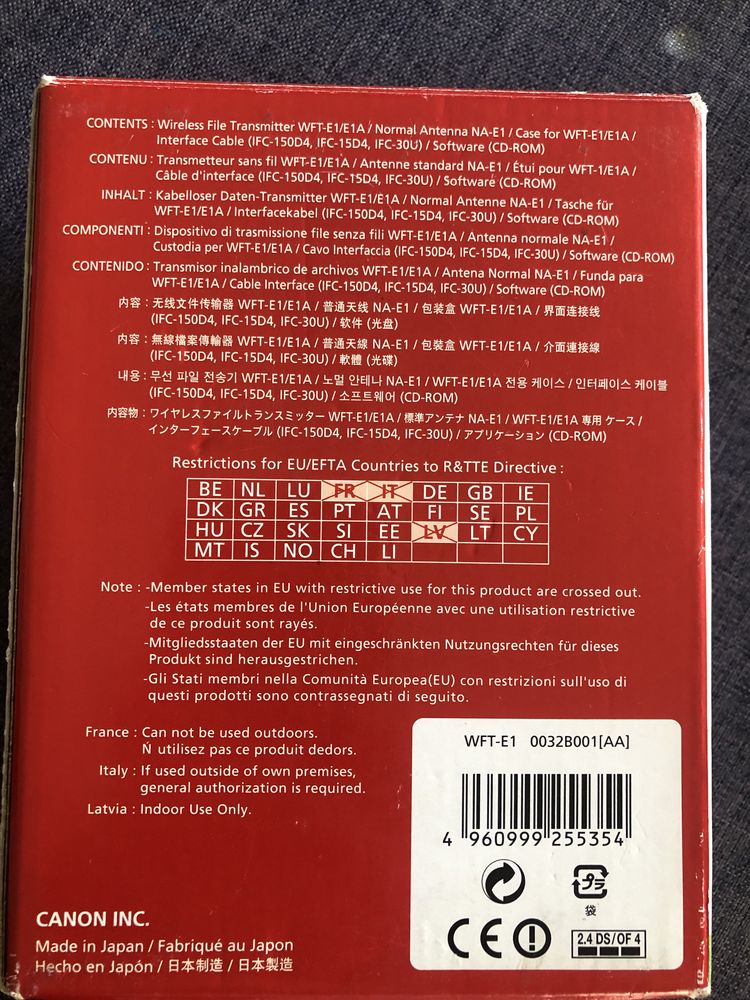 CONTENTS : Wireless File Transmitter WFT-E1/E1A / Normal Antenna NA-E1 / Case for WFT-E1/E1A /
Interface Cable (IFC-150D4, IFC-15D4, IFC-30U) / Software (CD-ROM)
CONTENU : Transmetteur sans fil WFT-E1/E1A / Antenne standard NA-E1 / Étui pour WFT-1/E1A /
Câble d'interface (IFC-150D4, IFC-15D4, IFC-30U) / Software (CD-ROM)
INHALT : Kabelloser Daten-Transmitter WFT-E1/E1A / Normal Antenne NA-E1 / Tasche für
WFT-E1/E1A / Interfacekabel (IFC-150D4, IFC-15D4, IFC-30U) / Software (CD-ROM)
COMPONENTI : Dispositivo di trasmissione file senza fili WFT-E1/E1A / Antenna normale NA-E1 /
Custodia per WFT-E1/E1A / Cavo Interfaccia (IFC-150D4, IFC-15D4, IFC-30U) / Software (CD-ROM)
CONTENIDO : Transmisor inalambrico de archivos WFT-E1/E1A / Antena Normal NA-E1 / Funda para
WFT-E1/E1A / Cable Interface (IFC-150D4, IFC-15D4, IFC-30U) / Software (CD-ROM)
内容 : 无线文件传输器 WFT-E1/E1A / 普通天线 NA-E1 / 包装盒 WFT-E1/E1A / 界面连接线
(IFC-150D4, IFC-15D4, IFC-30U) / 软件 (光盘)
內容 : 無線檔案傳輸器 WFT-E1/E1A / 普通天線 NA-E1 / 包裝盒 WFT-E1/E1A / 介面連接線
(IFC-150D4, IFC-15D4, IFC-30U) / 軟體 (光碟)
내용 : 무선 파일 전송기 WFT-E1/E1A / 노멀 안테나 NA-E1 / WFT-E1/E1A 전용 케이스 / 인터페이스 케이블
(IFC-150D4, IFC-15D4, IFC-30U) / 소프트웨어 (CD-ROM)
内容物 : ワイヤレスファイルトランスミッター WFT-E1/E1A / 標準アンテナ NA-E1 / WFT-E1/E1A 専用 ケース /
インターフェースケーブル (IFC-150D4, IFC-15D4, IFC-30U) / アプリケーション (CD-ROM)
Restrictions for EU/EFTA Countries to R&TTE Directive :
BE NL LU FR IT DE GB IE
DK GR ES PT AT FI SE PL
HU CZ SK SI EE LV LT CY
MT IS NO CH LI
Note : -Member states in EU with restrictive use for this product are crossed out.
-Les états membres de l'Union Européenne avec une utilisation restrictive
de ce produit sont rayés.
-Mitgliedsstaaten der EU mit eingeschränkten Nutzungsrechten für dieses
Produkt sind herausgestrichen.
-Gli Stati membri nella Comunità Europea(EU) con restrizioni sull'uso di
questi prodotti sono contrassegnati di seguito.
France : Can not be used outdoors.
Ń utilisez pas ce produit dedors.
Italy : If used outside of own premises,
general authorization is required.
Latvia : Indoor Use Only.
WFT-E1 0032B001[AA]
4 960999 255354
プラ
袋
CE
2.4 DS/OF 4
CANON INC.
Made in Japan / Fabriqué au Japon
Hecho en Japón / 日本制造 / 日本製造